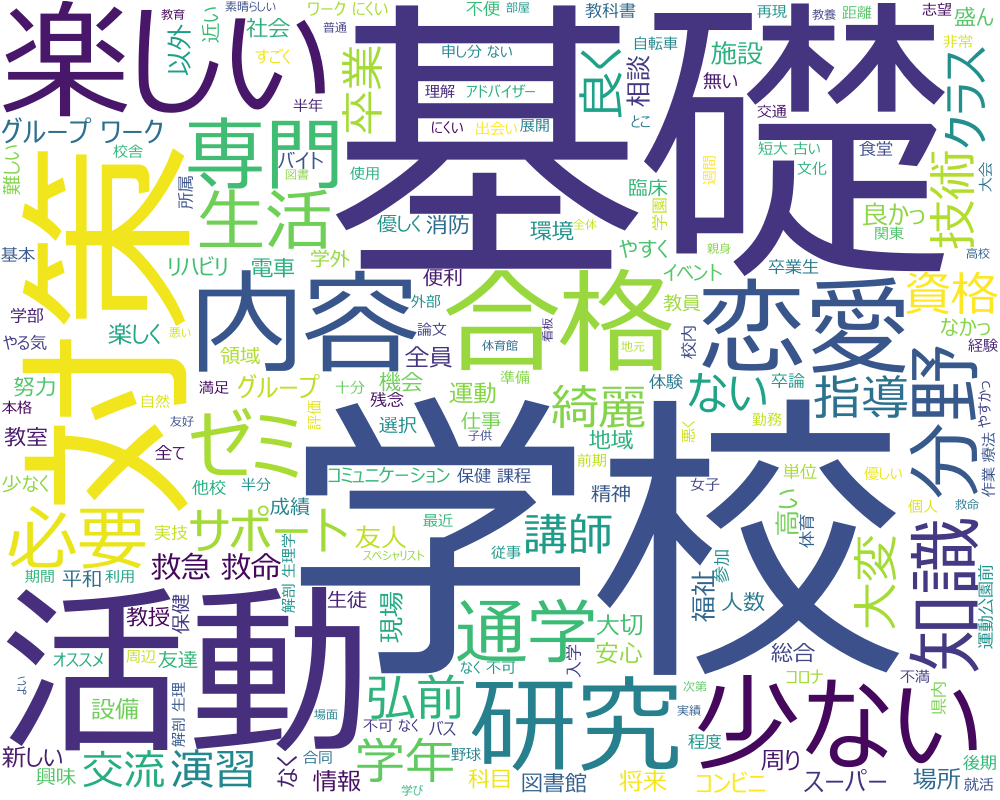 教育
素晴らしい
ワーク にくい
不便
部屋
教科書
再現
教養
距離
志望
盛ん
楽しい
以外
近い
社会
普通
すごく
卒業
申し分 ない
基礎
自転車
良く
相談
施設
無い
非常
クラス
半年
理解
アドバイザー
交通
グループ ワーク
専門
バイト
にくい
出会い
展開
とこ
短大 古い
食堂
難しい
校舎
図書
使用
週間
文化
技術
大会
対策
所属
生活
優しく
消防
環境
全体
学園
臨床
良かっ
関東
基本
リハビリ
電車
学外
便利
やすく
親身
卒業生
高校
学部
内容
外部
合格
イベント
教員
恋愛
資格
やる気
楽しく
領域
論文
全員
体育館
看板
地元
校内
なかっ
経験
努力
グループ
満足
十分
機会
残念
運動
準備
綺麗
体験
ない
卒論
指導
分野
やすかっ
本格
自然
友好
評価
選択
仕事
子供
地域
悪い
悪く
勤務
教室
全て
ゼミ
少なく
他校
半分
コミュニケーション
保健 課程
前期
精神
女子
単位
優しい
作業 療法
必要
実技
サポート
成績
友人
最近
学校
講師
高い
体育
大変
個人
救命
知識
期間
平和
利用
救急 救命
解剖 生理学
スペシャリスト
従事
福祉
参加
運動公園前
活動
教授
保健
生徒
現場
通学
大切
人数
オススメ
周辺
友達
安心
入学
総合
よい
設備
解剖 生理
弘前
なく 不可
研究
次第
少ない
コロナ
不満
県内
場面
不可 なく
バス
実績
新しい
交流
演習
なく
合同
学年
野球
程度
周り
後期
興味
情報
学び
科目
図書館
将来
コンビニ
スーパー
場所
就活